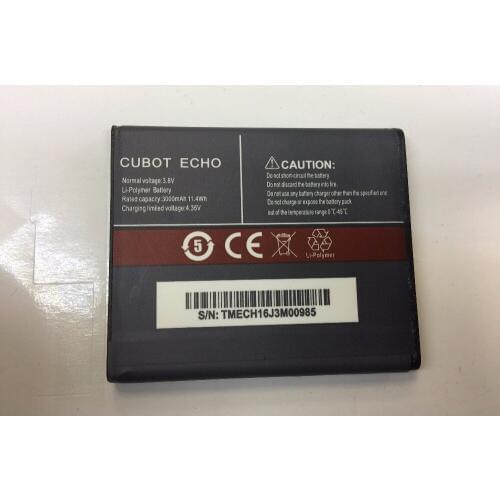 CUBOT ECHO
Normal voltage:3.8V
Li-Polymer Battery
Rated capacity:3000mAh 11.4Wh
Charging limited voltage:4.35V
CAUTION:
Do not short-circuit the battery.
Do not discard the battery into fire.
Do not use any battery other than the specified one.
Do not charge or expose the battery pack
out of the temperature range 0℃-45℃
5
CE
Li-Polymer
S/N: TMECH16J3M00985